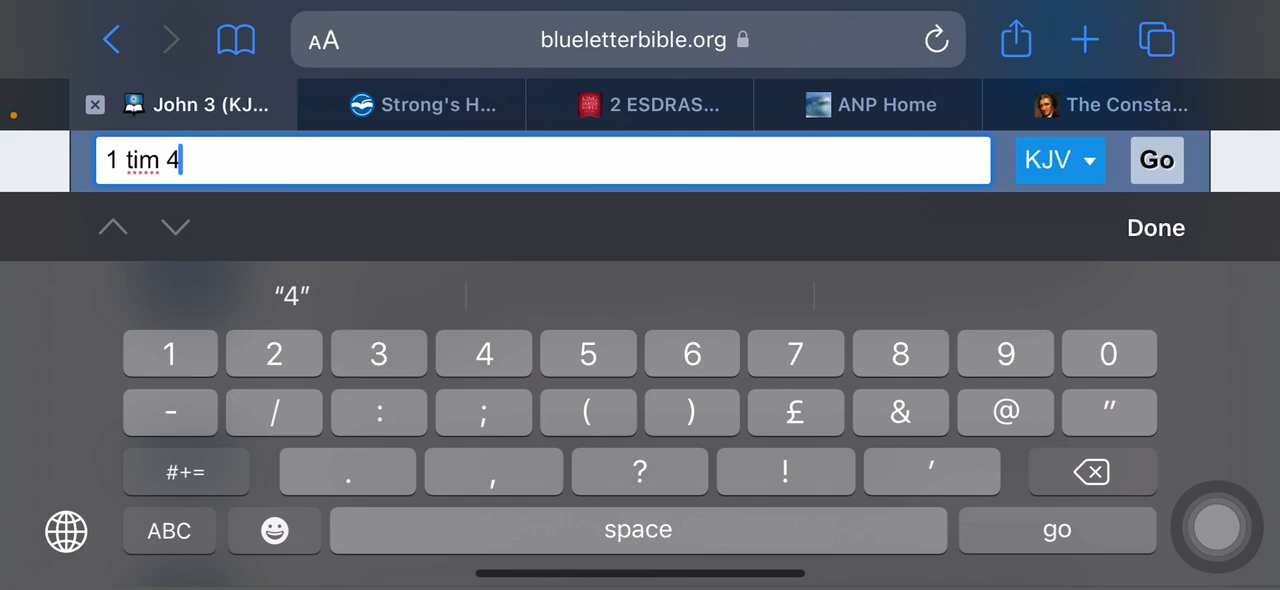 AA blueletterbible.org
John 3 (KJ... Strong's H... 2 ESDRAS... ANP Home The Consta...
1 tim 4 KJV Go
Done
"4"
1 2 3 4 5 6 7 8 9 0
- / : ; ( ) £ & @ "
#+= . , ? ! '
ABC space go